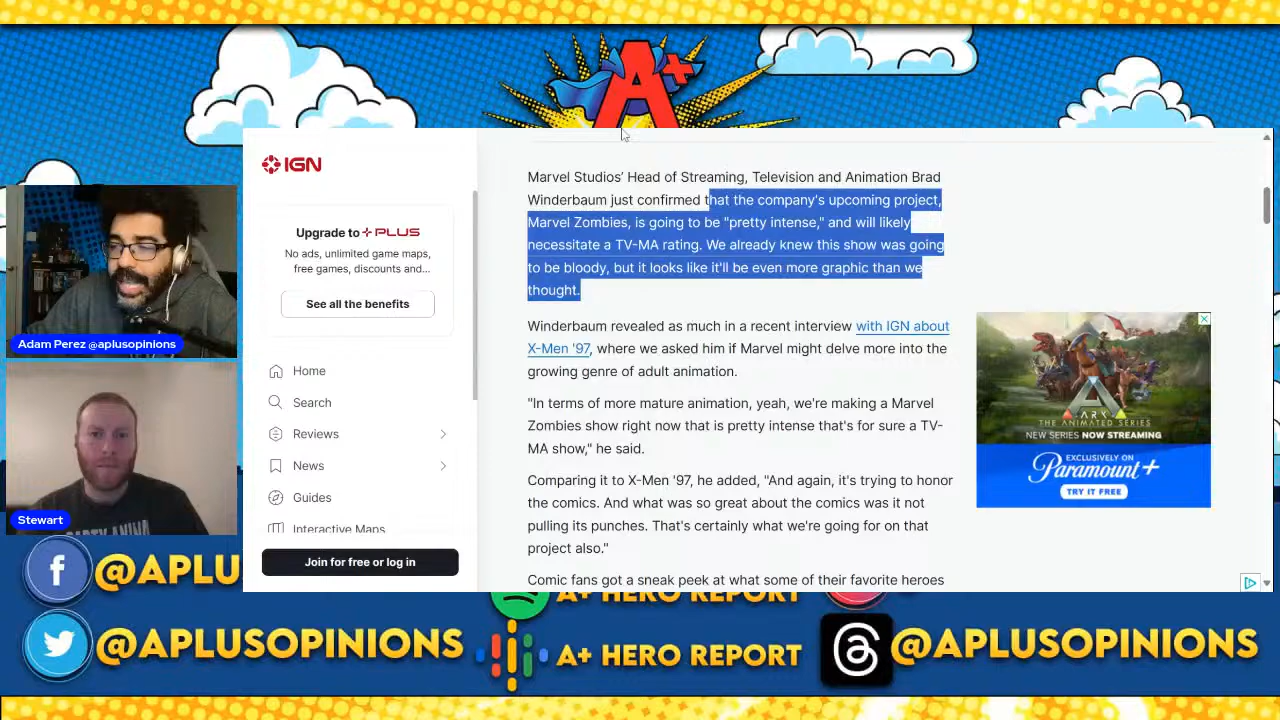 A+
IGN
Upgrade to PLUS
No ads, unlimited game maps,
free games, discounts and...
See all the benefits
Home
Search
Reviews
News
Guides
Interactive Maps
Join for free or log in
Marvel Studios’ Head of Streaming, Television and Animation Brad
Winderbaum just confirmed that the company's upcoming project,
Marvel Zombies, is going to be "pretty intense," and will likely
necessitate a TV-MA rating. We already knew this show was going
to be bloody, but it looks like it'll be even more graphic than we
thought.
Winderbaum revealed as much in a recent interview with IGN about
X-Men '97, where we asked him if Marvel might delve more into the
growing genre of adult animation.
"In terms of more mature animation, yeah, we're making a Marvel
Zombies show right now that is pretty intense that's for sure a TV-
MA show," he said.
Comparing it to X-Men '97, he added, "And again, it's trying to honor
the comics. And what was so great about the comics was it not
pulling its punches. That's certainly what we're going for on that
project also."
Comic fans got a sneak peek at what some of their favorite heroes
ARK
THE ANIMATED SERIES
NEW SERIES NOW STREAMING
EXCLUSIVELY ON
Paramount+
TRY IT FREE
Adam Perez @aplusopinions
Stewart
@APLU
A+ HERO REPORT
@APLUSOPINIONS
A+ HERO REPORT
@APLUSOPINIONS